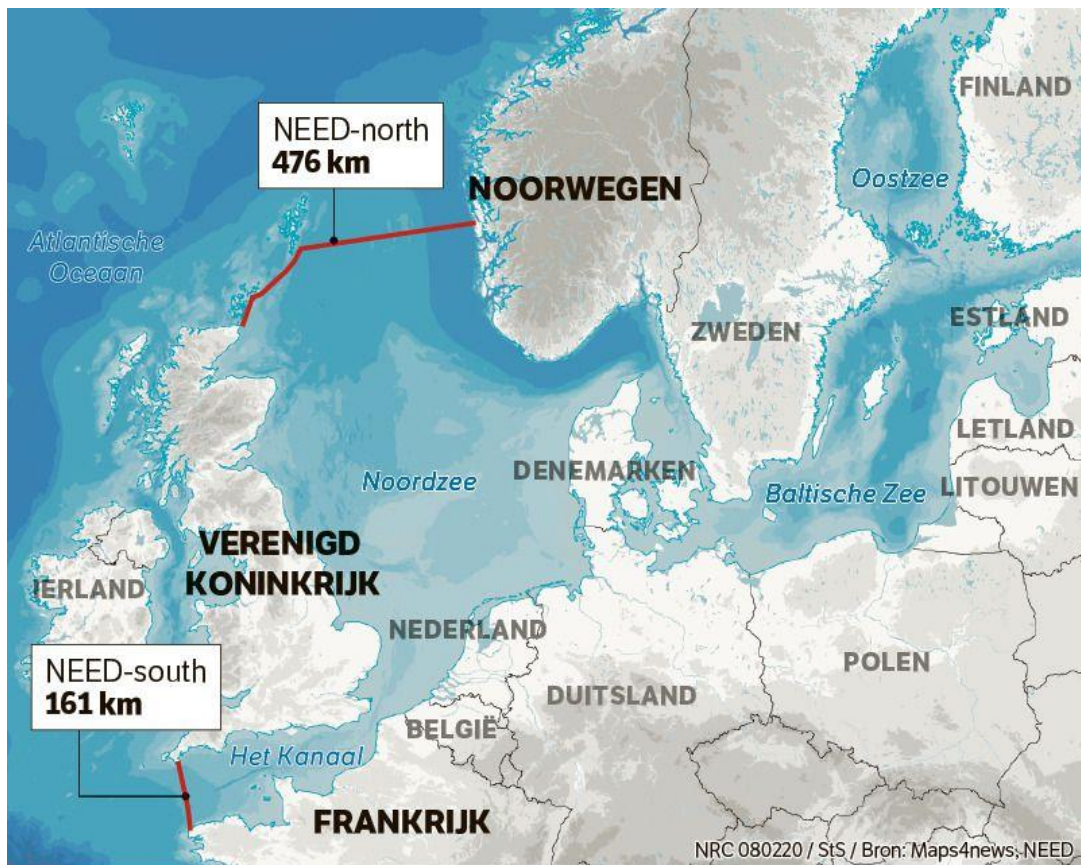 FINLAND
NEED-north
476 km
NOORWEGEN
Oostzee
Atlantische
Oceaan
ZWEDEN
ESTLAND
LETLAND
DENEMARKEN
Noordzee
Baltische Zee
LITOUWEN
VERENIGD
KONINKRIJK
IERLAND
NEDERLAND
NEED-south
161 km
POLEN
DUITSLAND
BELGIË
Het Kanaal
FRANKRIJK
NRC 080220 / StS / Bron: Maps4news, NEED